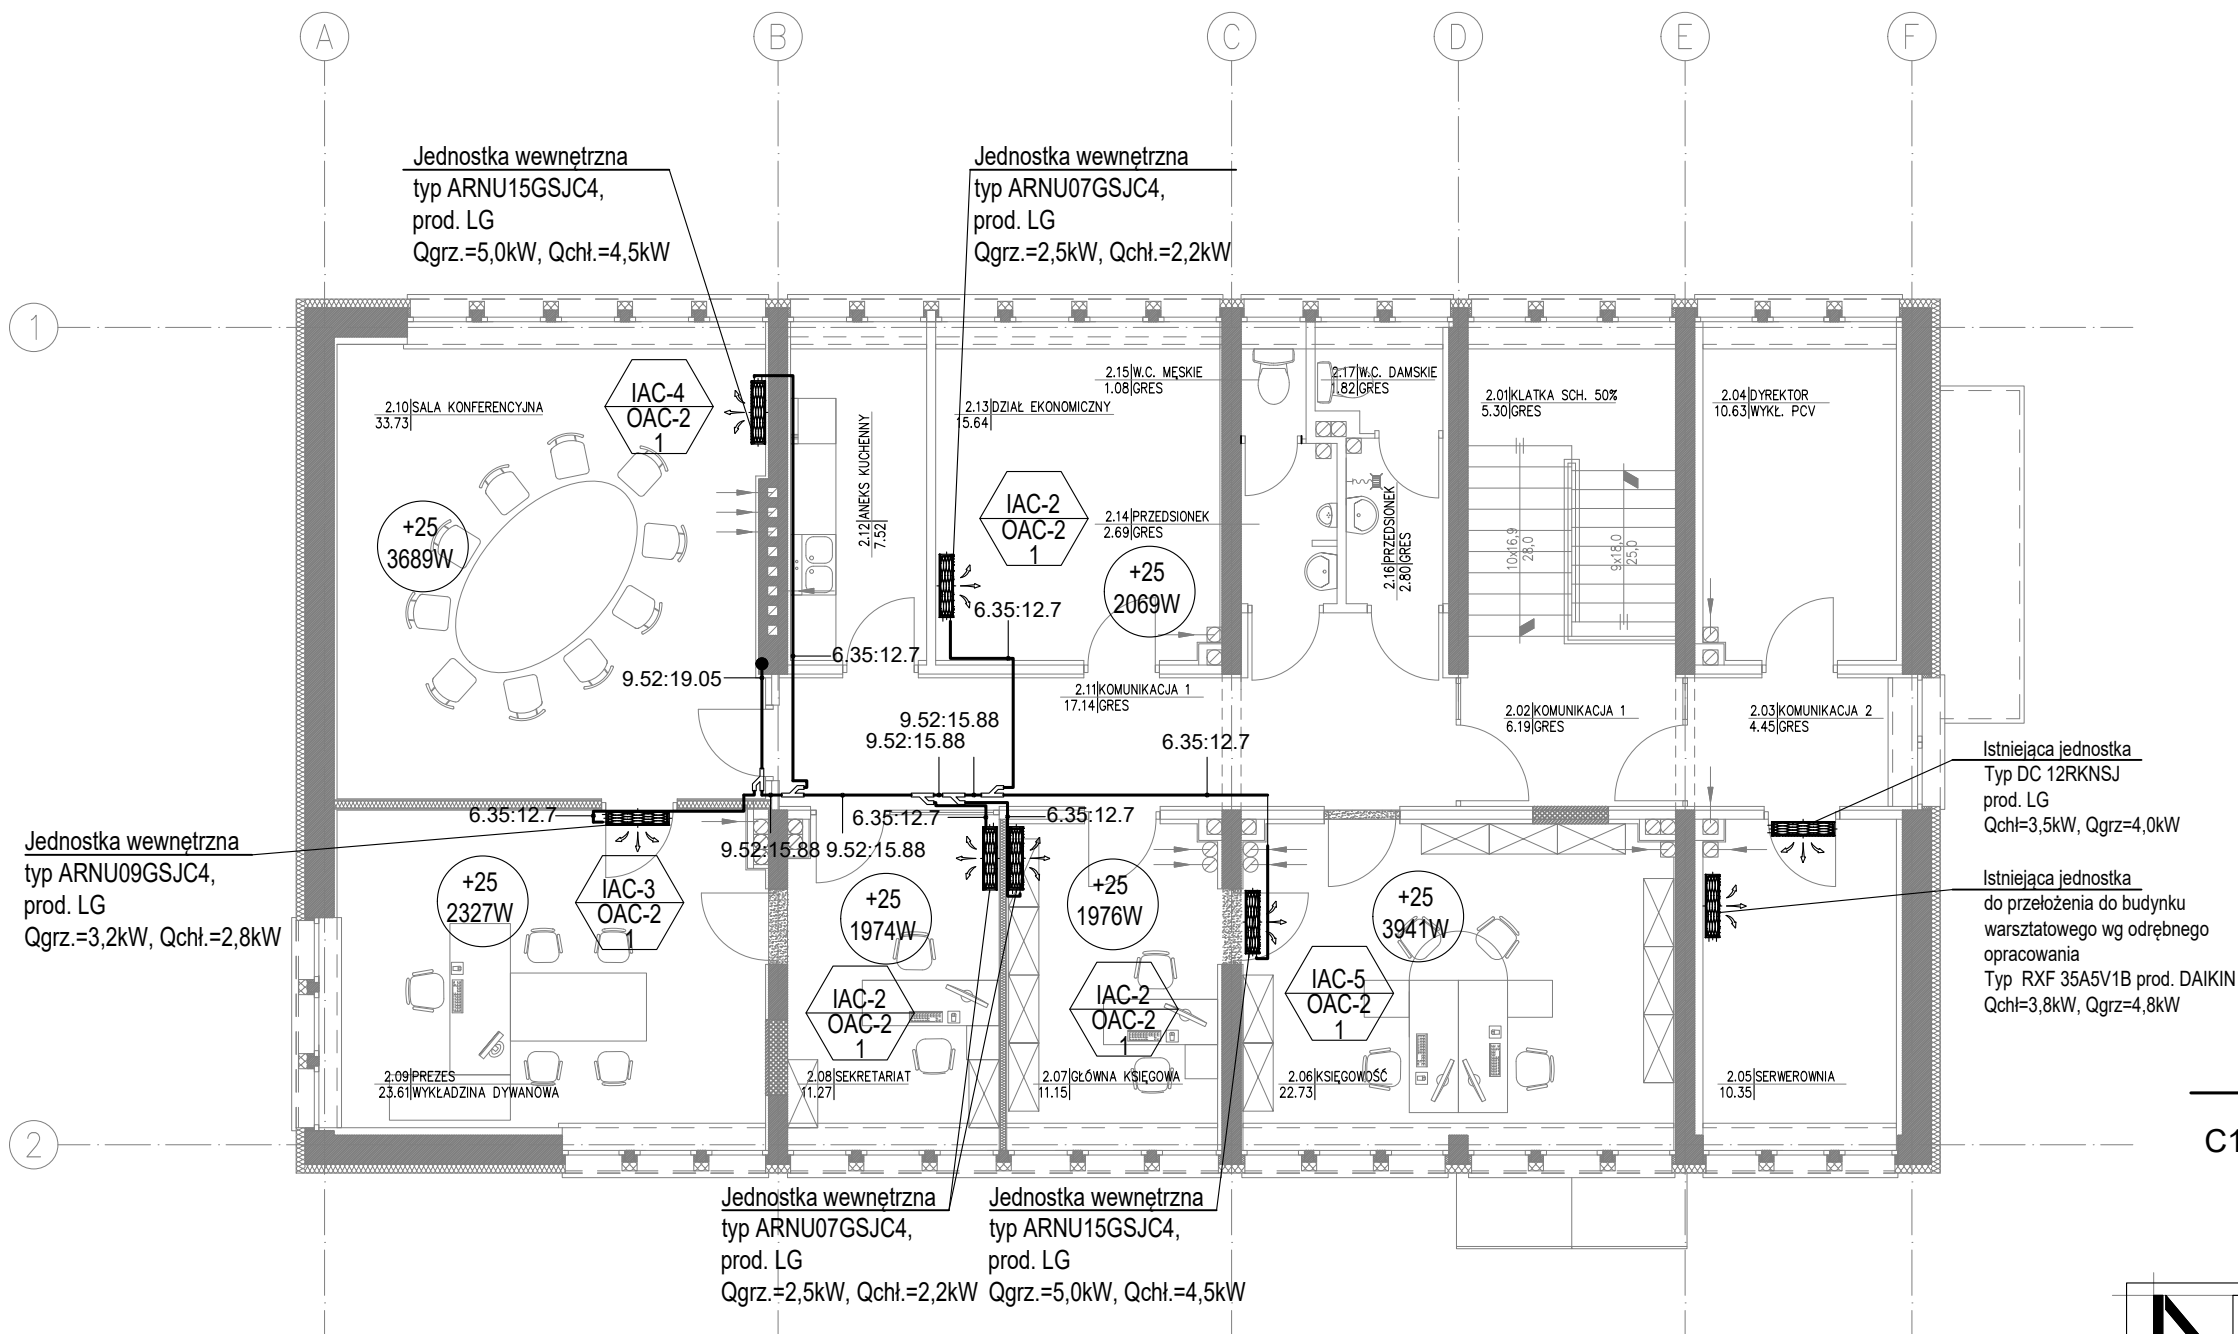 A
B
C
D
E
F
1
2
Jednostka wewnętrzna
typ ARNU15GSJC4,
prod. LG
Qgrz.=5,0kW, Qchł.=4,5kW
Jednostka wewnętrzna
typ ARNU07GSJC4,
prod. LG
Qgrz.=2,5kW, Qchł.=2,2kW
2.10 SALA KONFERENCYJNA
33.73
IAC-4
OAC-2
1
+25
3689W
2.12 ANEKS KUCHENNY
7.52
2.13 DZIAŁ EKONOMICZNY
15.64
IAC-2
OAC-2
1
2.15 W.C. MĘSKIE
1.08 GRES
2.14 PRZEDSIONEK
2.69 GRES
+25
2069W
2.17 W.C. DAMSKIE
1.82 GRES
2.16 PRZEDSIONEK
2.80 GRES
2.01 KLATKA SCH. 50%
5.30 GRES
10x16,9
28,0
9x18,0
25,0
2.04 DYREKTOR
10.63 WYKŁ. PCV
6.35:12.7
6.35:12.7
9.52:19.05
2.11 KOMUNIKACJA 1
17.14 GRES
9.52:15.88
9.52:15.88
6.35:12.7
2.02 KOMUNIKACJA 1
6.19 GRES
2.03 KOMUNIKACJA 2
4.45 GRES
Istniejąca jednostka
Typ DC 12RKNSJ
prod. LG
Qchł=3,5kW, Qgrz=4,0kW
Istniejąca jednostka
do przełożenia do budynku
warsztatowego wg odrębnego
opracowania
Typ RXF 35A5V1B prod. DAIKIN
Qchł=3,8kW, Qgrz=4,8kW
6.35:12.7
6.35:12.7
6.35:12.7
9.52:15.88
9.52:15.88
Jednostka wewnętrzna
typ ARNU09GSJC4,
prod. LG
Qgrz.=3,2kW, Qchł.=2,8kW
+25
2327W
IAC-3
OAC-2
1
+25
1974W
+25
1976W
+25
3941W
IAC-2
OAC-2
1
IAC-2
OAC-2
1
IAC-5
OAC-2
1
2.09 PREZES
23.61 WYKŁADZINA DYWANOWA
2.08 SEKRETARIAT
11.27
2.07 GŁÓWNA KSIĘGOWA
11.15
2.06 KSIĘGOWOŚĆ
22.73
2.05 SERWEROWNIA
10.35
C1
Jednostka wewnętrzna
typ ARNU07GSJC4,
prod. LG
Qgrz.=2,5kW, Qchł.=2,2kW
Jednostka wewnętrzna
typ ARNU15GSJC4,
prod. LG
Qgrz.=5,0kW, Qchł.=4,5kW